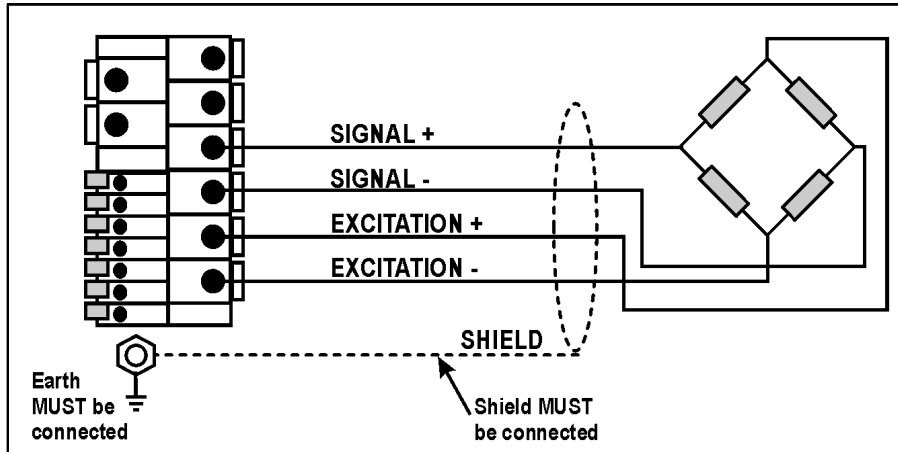 SIGNAL +
SIGNAL -
EXCITATION +
EXCITATION -
SHIELD
Earth
MUST be
connected
Shield MUST
be connected